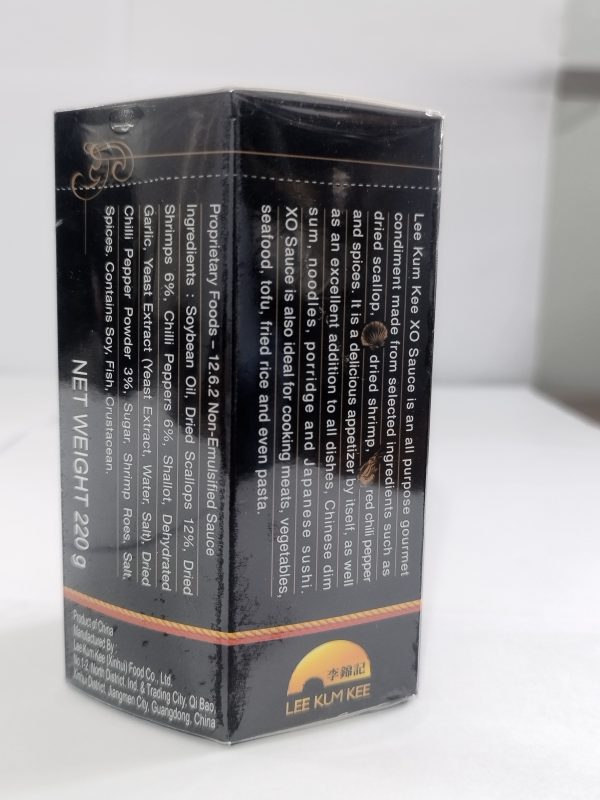 Lee Kum Kee XO Sauce is an all purpose gourmet
condiment made from selected ingredients such as
dried scallop, dried shrimp, red chili pepper
and spices. It is a delicious appetizer by itself, as well
as an excellent addition to all dishes, Chinese dim
sum, noodles, porridge and Japanese sushi.
XO Sauce is also ideal for cooking meats, vegetables,
seafood, tofu, fried rice and even pasta.
Proprietary Foods – 12.6.2 Non-Emulsified Sauce
Ingredients : Soybean Oil, Dried Scallops 12%, Dried
Shrimps 6%, Chilli Peppers 6%, Shallot, Dehydrated
Garlic, Yeast Extract (Yeast Extract, Water, Salt), Dried
Chilli Pepper Powder 3%, Sugar, Shrimp Roes, Salt,
Spices. Contains Soy, Fish, Crustacean.
NET WEIGHT 220 g
Product of China
Manufactured By :
Lee Kum Kee (Xinhui) Food Co., Ltd.
No 1-2, North District, Ind. & Trading City, Qi Bao,
Xinhui District, Jiangmen City, Guangdong, China
李錦記
LEE KUM KEE